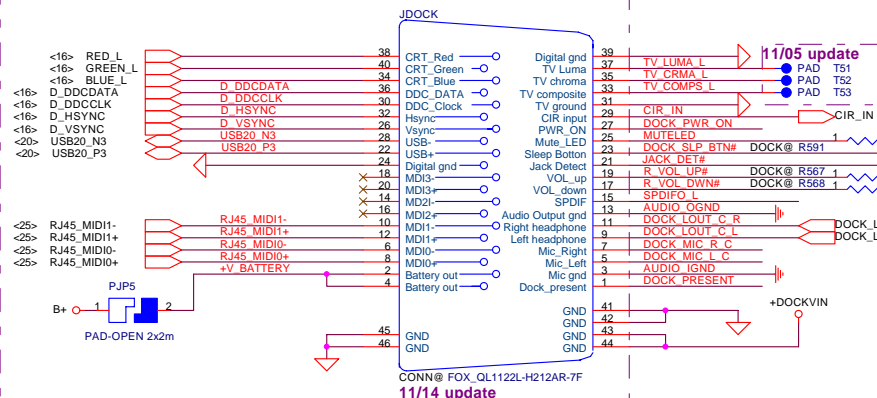 JDOCK
<16> RED_L 38 CRT_Red Digital gnd 39
<16> GREEN_L 40 CRT_Green TV Luma 37 TV_LUMA_L PAD T51
<16> BLUE_L 34 CRT_Blue TV chroma 35 TV_CRMA_L PAD T52
<16> D_DDCDATA D_DDCDATA 36 DDC_DATA TV composite 33 TV_COMPS_L PAD T53
<16> D_DDCCLK D_DDCCLK 30 DDC_Clock TV ground 31
<16> D_HSYNC D_HSYNC 32 Hsync CIR input 29 CIR_IN CIR_IN
<16> D_VSYNC D_VSYNC 26 Vsync PWR_ON 27 DOCK_PWR_ON
<20> USB20_N3 USB20_N3 28 USB- Mute_LED 25 MUTELED 1
<20> USB20_P3 USB20_P3 22 USB+ Sleep Botton 23 DOCK_SLP_BTN# DOCK@ R591
24 Digital gnd Jack Detect 21 JACK_DET#
18 MDI3- VOL_up 19 R_VOL_UP# DOCK@ R567 1
20 MDI3+ VOL_down 17 R_VOL_DWN# DOCK@ R568 1
14 MD2I- SPDIF 15 SPDIFO_L
16 MDI2+ Audio Output gnd 13 AUDIO_OGND
<25> RJ45_MIDI1- RJ45_MIDI1- 10 MDI1- Right headphone 11 DOCK_LOUT_C_R DOCK_L
<25> RJ45_MIDI1+ RJ45_MIDI1+ 12 MDI1+ Left headphone 9 DOCK_LOUT_C_L DOCK_L
<25> RJ45_MIDI0- RJ45_MIDI0- 6 MDI0- Mic_Right 7 DOCK_MIC_R_C
<25> RJ45_MIDI0+ RJ45_MIDI0+ 8 MDI0+ Mic_Left 5 DOCK_MIC_L_C
+V_BATTERY 2 Battery out Mic gnd 3 AUDIO_IGND
4 Battery out Dock_present 1 DOCK_PRESENT
11/05 update
PJP5
B+ 1 2
PAD-OPEN 2x2m
GND 41
GND 42
45 GND GND 43
46 GND GND 44
+DOCKVIN
CONN@ FOX_QL1122L-H212AR-7F
11/14 update